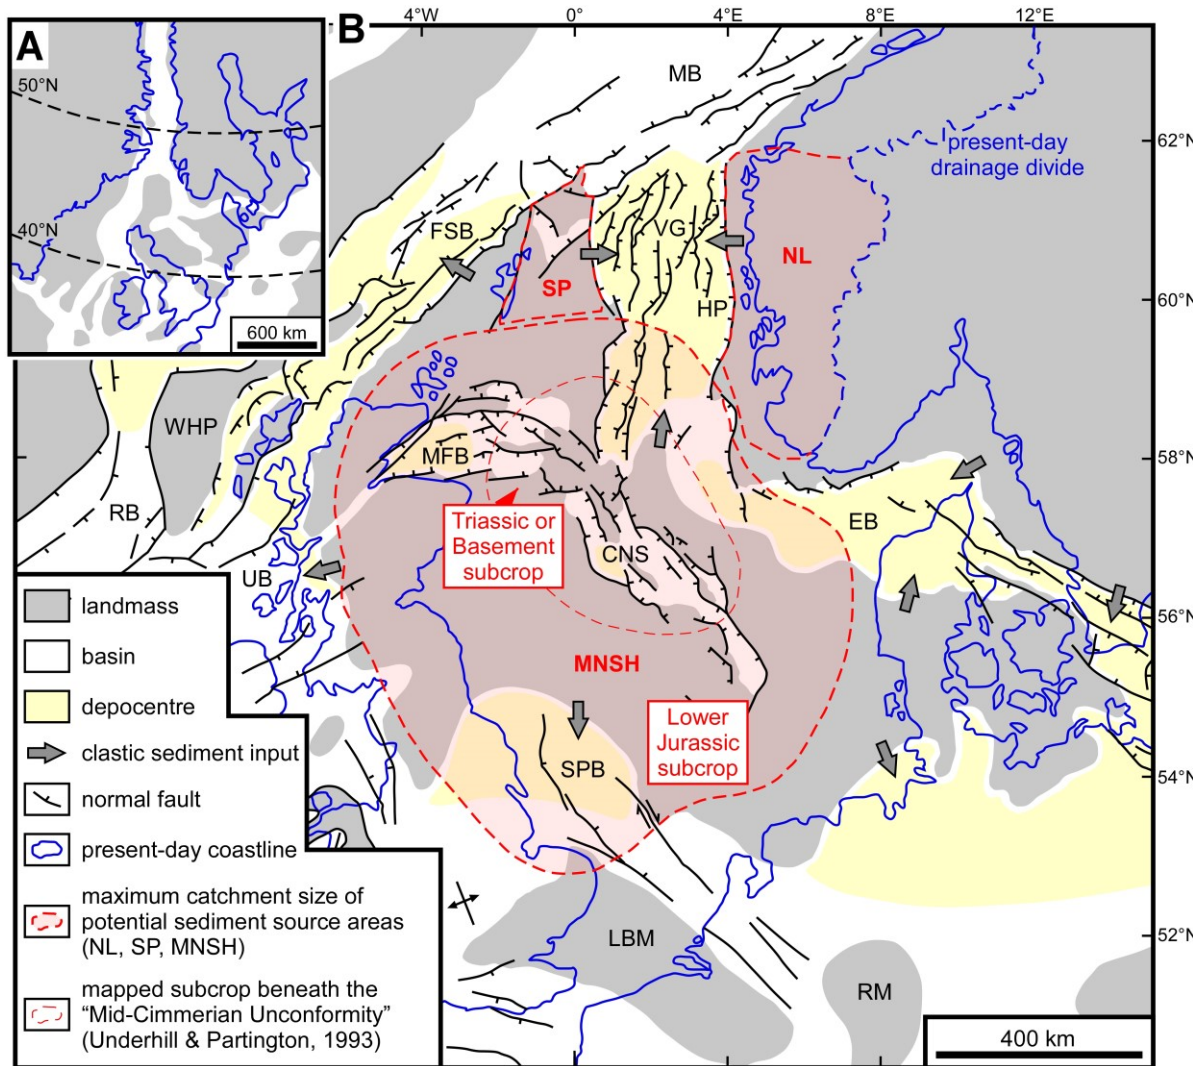 A
50°N
40°N
600 km
B
4°W
0°
4°E
8°E
12°E
62°N
60°N
58°N
56°N
54°N
52°N
MB
present-day
drainage divide
FSB
VG
NL
SP
HP
WHP
MFB
RB
Triassic or
Basement
subcrop
EB
CNS
UB
MNSH
Lower
Jurassic
subcrop
SPB
LBM
RM
400 km
landmass
basin
depocentre
clastic sediment input
normal fault
present-day coastline
maximum catchment size of
potential sediment source areas
(NL, SP, MNSH)
mapped subcrop beneath the
“Mid-Cimmerian Unconformity”
(Underhill & Partington, 1993)